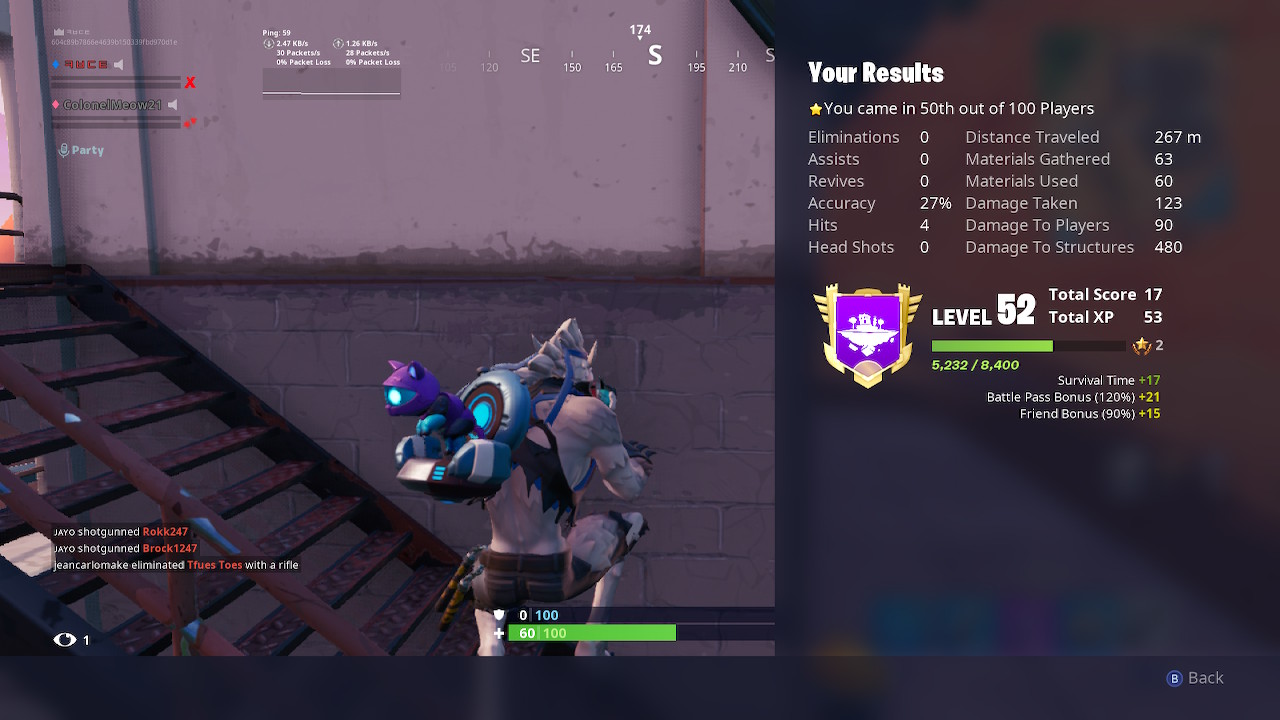 Ping: 59
2.47 KB/s 1.26 KB/s
30 Packets/s 28 Packets/s
0% Packet Loss 0% Packet Loss
174
105 120 SE 150 165 S 195 210 S
X
ColonelMeow21
Party
JAYO shotgunned Rokk247
JAYO shotgunned Brock1247
jeancarlomake eliminated Tfues Toes with a rifle
1
0 | 100
60 | 100
Your Results
You came in 50th out of 100 Players
Eliminations 0 Distance Traveled 267 m
Assists 0 Materials Gathered 63
Revives 0 Materials Used 60
Accuracy 27% Damage Taken 123
Hits 4 Damage To Players 90
Head Shots 0 Damage To Structures 480
LEVEL 52 Total Score 17
Total XP 53
2
5,232 / 8,400
Survival Time +17
Battle Pass Bonus (120%) +21
Friend Bonus (90%) +15
B Back